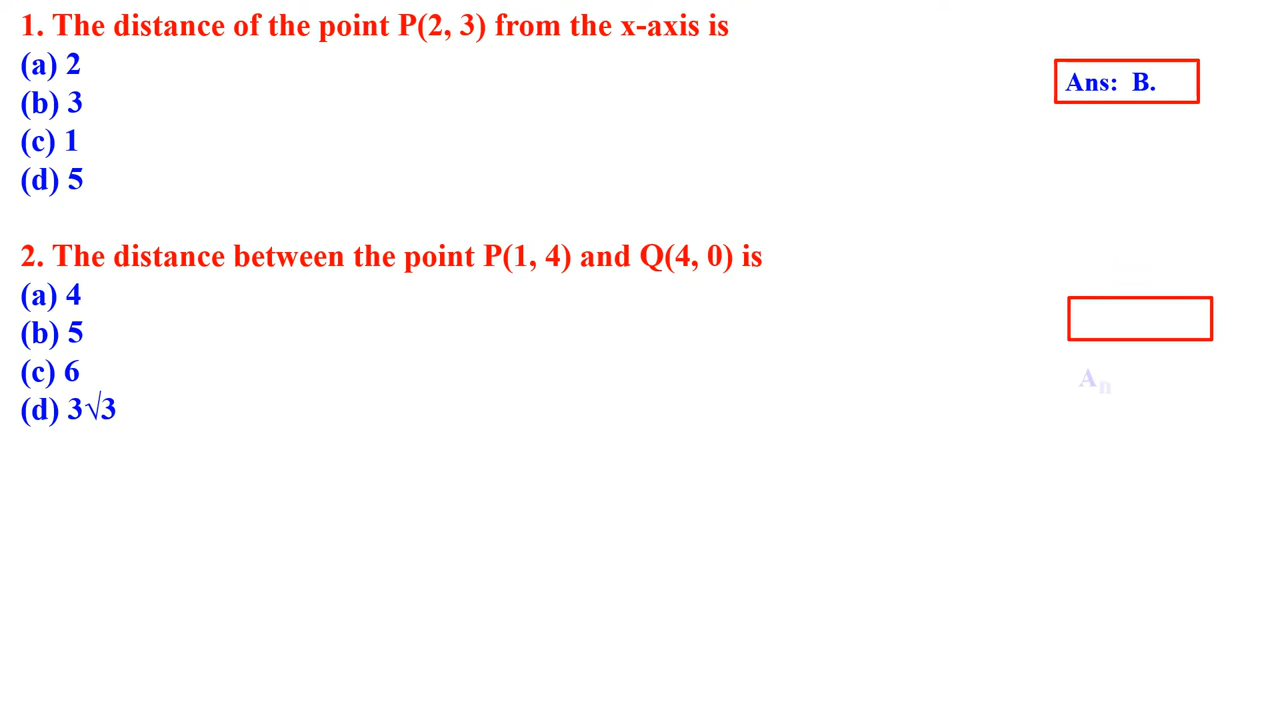 1. The distance of the point P(2, 3) from the x-axis is
(a) 2
(b) 3
(c) 1
(d) 5
Ans: B.
2. The distance between the point P(1, 4) and Q(4, 0) is
(a) 4
(b) 5
(c) 6
(d) 3√3
An